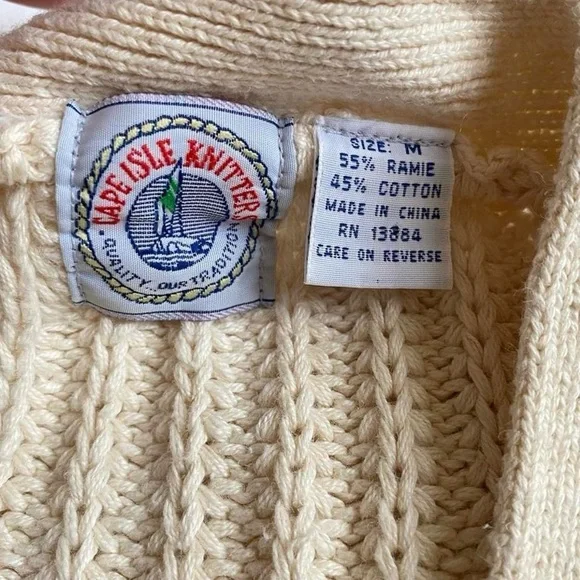 CAPE ISLE KNITTERS
· QUALITY...OUR TRADITION
SIZE: M
55% RAMIE
45% COTTON
MADE IN CHINA
RN 13884
CARE ON REVERSE